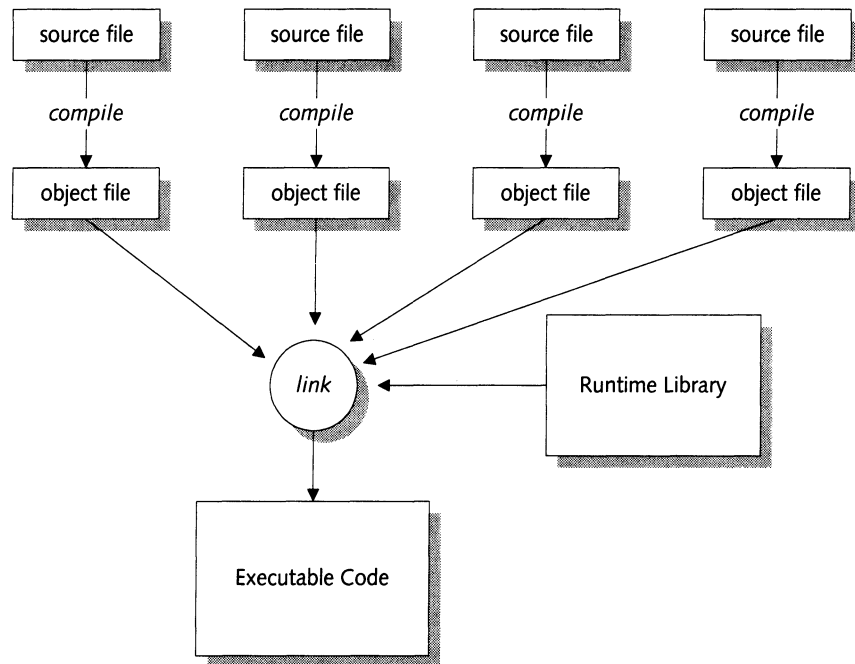 source file
source file
source file
source file
compile
compile
compile
compile
object file
object file
object file
object file
link
Runtime Library
Executable Code